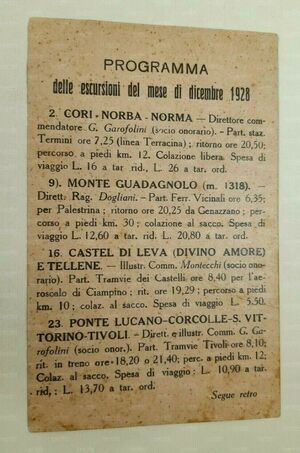 PROGRAMMA
delle escursioni del mese di dicembre 1928
2. CORI - NORBA - NORMA — Direttore com-
mendatore G. Garofolini (socio onorario). - Part. staz.
Termini ore 7,25 (linea Terracina) ; ritorno ore 20,50;
percorso a piedi km. 12. Colazione libera. Spesa di
viaggio L. 16 a tar rid., L. 26 a tar. ord.
9). MONTE GUADAGNOLO (m. 1318). —
Dirett. Rag. Dogliani. - Part. Ferr. Vicinali ore 6,35;
per Palestrina ; ritorno ore 20,25 da Genazzano; per-
corso a piedi km. 30 ; colazione al sacco. Spesa di
viaggio L. 12,60 a tar. rid. L. 20,80 a tar. ord.
16. CASTEL DI LEVA (DIVINO AMORE)
E TELLENE. — Illustr. Comm. Montecchi (socio ono-
rario). Part. Tramvie dei Castelli ore 8,40 per l'ae-
roscalo di Ciampino ; rit. ore 19,29 ; percorso a piedi
km. 10 ; colaz. al sacco. Spesa di viaggio L. 5.50.
23. PONTE LUCANO-CORCOLLE-S. VIT-
TORINO-TIVOLI. - Dirett. e illustr. Comm. G. Ga-
rofolini (socio onor.). Part. Tramvie Tivoli ore 8,10;
rit. in treno ore 18,20 o 21,40; perc. a piedi km. 12;
Colaz. al sacco. Spesa di viaggio : L. 10,90 a tar.
rid, : L. 13,70 a tar. ord.
Segue retro